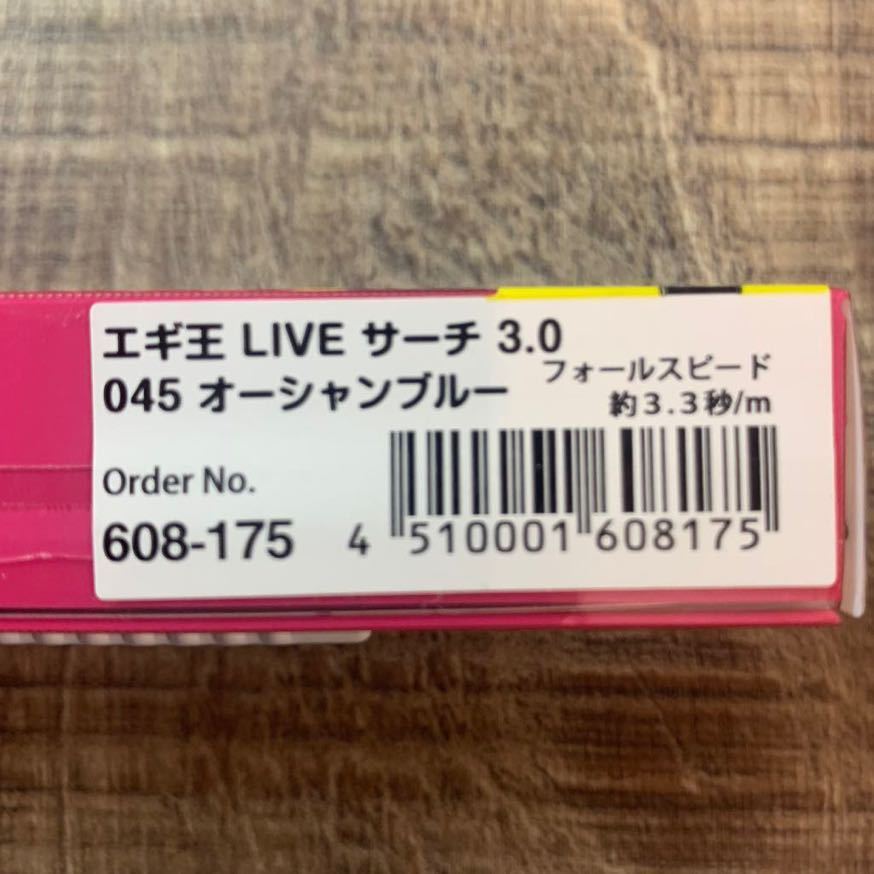 エギ王 LIVE サーチ 3.0
045 オーシャンブルー
フォールスピード
約3.3秒/m
Order No.
608-175
4 510001 608175